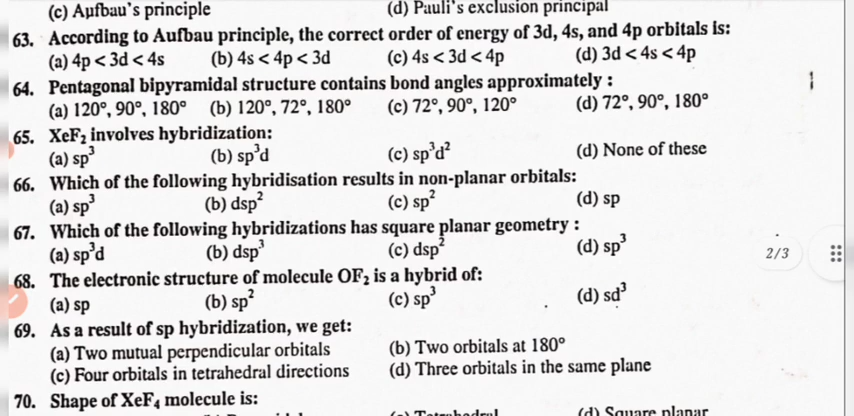 (c) Aufbau's principle (d) Pauli's exclusion principal
63. According to Aufbau principle, the correct order of energy of 3d, 4s, and 4p orbitals is:
(a) 4p < 3d < 4s (b) 4s < 4p < 3d (c) 4s < 3d < 4p (d) 3d < 4s < 4p
64. Pentagonal bipyramidal structure contains bond angles approximately :
(a) 120°, 90°, 180° (b) 120°, 72°, 180° (c) 72°, 90°, 120° (d) 72°, 90°, 180°
65. XeF₂ involves hybridization:
(a) sp³ (b) sp³d (c) sp³d² (d) None of these
66. Which of the following hybridisation results in non-planar orbitals:
(a) sp³ (b) dsp² (c) sp² (d) sp
67. Which of the following hybridizations has square planar geometry :
(a) sp³d (b) dsp³ (c) dsp² (d) sp³
2/3
68. The electronic structure of molecule OF₂ is a hybrid of:
(a) sp (b) sp² (c) sp³ (d) sd³
69. As a result of sp hybridization, we get:
(a) Two mutual perpendicular orbitals (b) Two orbitals at 180°
(c) Four orbitals in tetrahedral directions (d) Three orbitals in the same plane
70. Shape of XeF₄ molecule is:
(c) Tetrahedral (d) Square planar